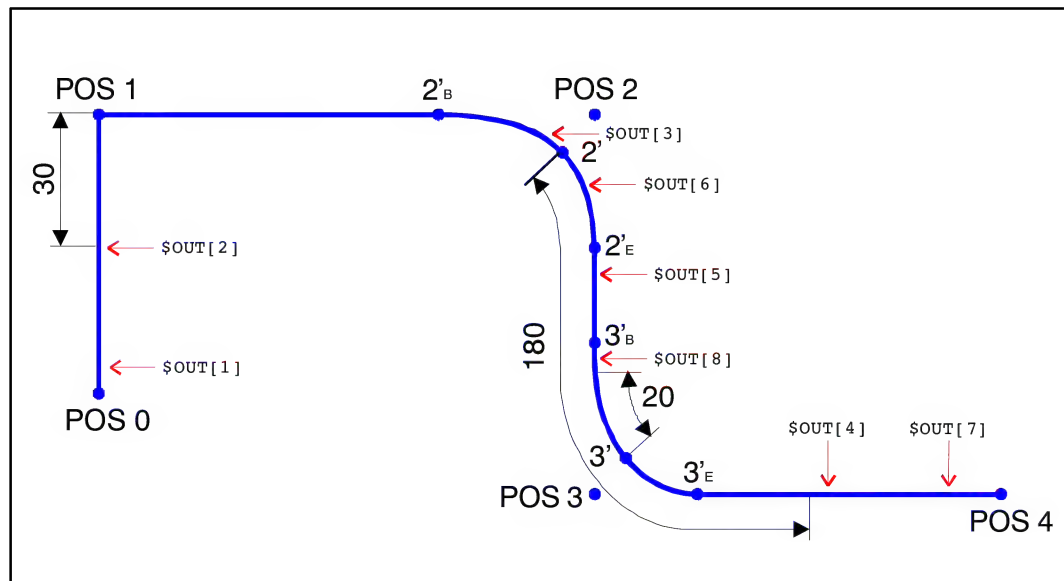 POS 1
2'B
POS 2
$OUT[3]
2'
30
$OUT[6]
$OUT[2]
2'E
$OUT[5]
180
3'B
$OUT[8]
$OUT[1]
20
POS 0
$OUT[4]
$OUT[7]
3'
3'E
POS 3
POS 4